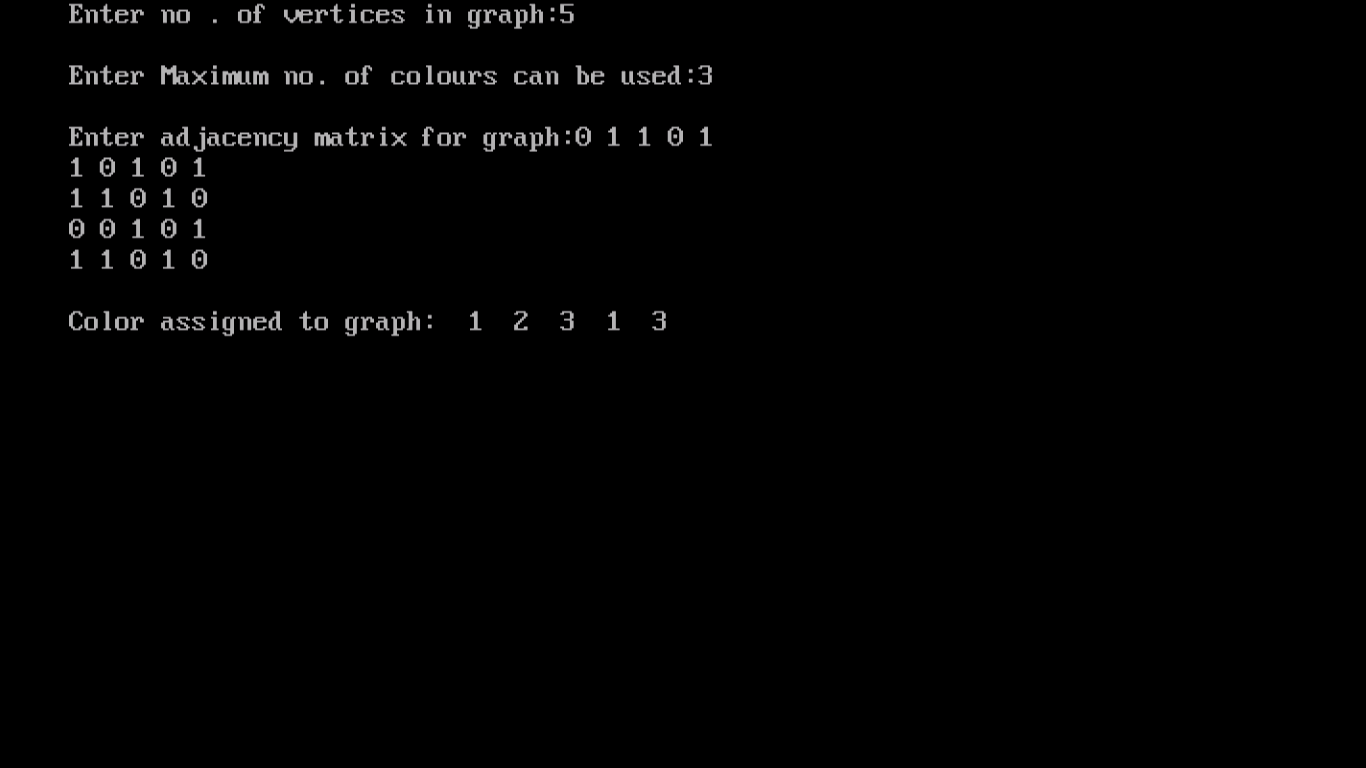 Enter no . of vertices in graph:5
Enter Maximum no. of colours can be used:3
Enter adjacency matrix for graph:0 1 1 0 1
1 0 1 0 1
1 1 0 1 0
0 0 1 0 1
1 1 0 1 0
Color assigned to graph:  1  2  3  1  3